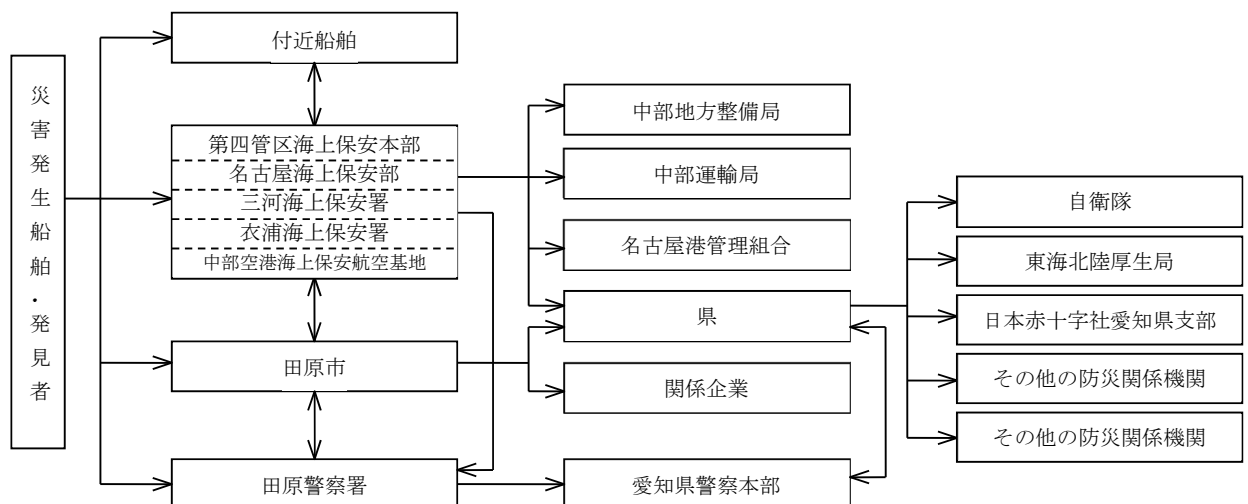 災害発生船舶・発見者
付近船舶
第四管区海上保安本部
名古屋海上保安部
三河海上保安署
衣浦海上保安署
中部空港海上保安航空基地
田原市
田原警察署
中部地方整備局
中部運輸局
名古屋港管理組合
県
関係企業
愛知県警察本部
自衛隊
東海北陸厚生局
日本赤十字社愛知県支部
その他の防災関係機関
その他の防災関係機関